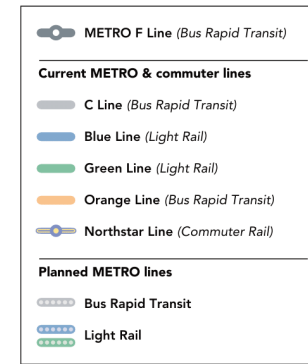 METRO F Line (Bus Rapid Transit)
Current METRO & commuter lines
C Line (Bus Rapid Transit)
Blue Line (Light Rail)
Green Line (Light Rail)
Orange Line (Bus Rapid Transit)
Northstar Line (Commuter Rail)
Planned METRO lines
Bus Rapid Transit
Light Rail